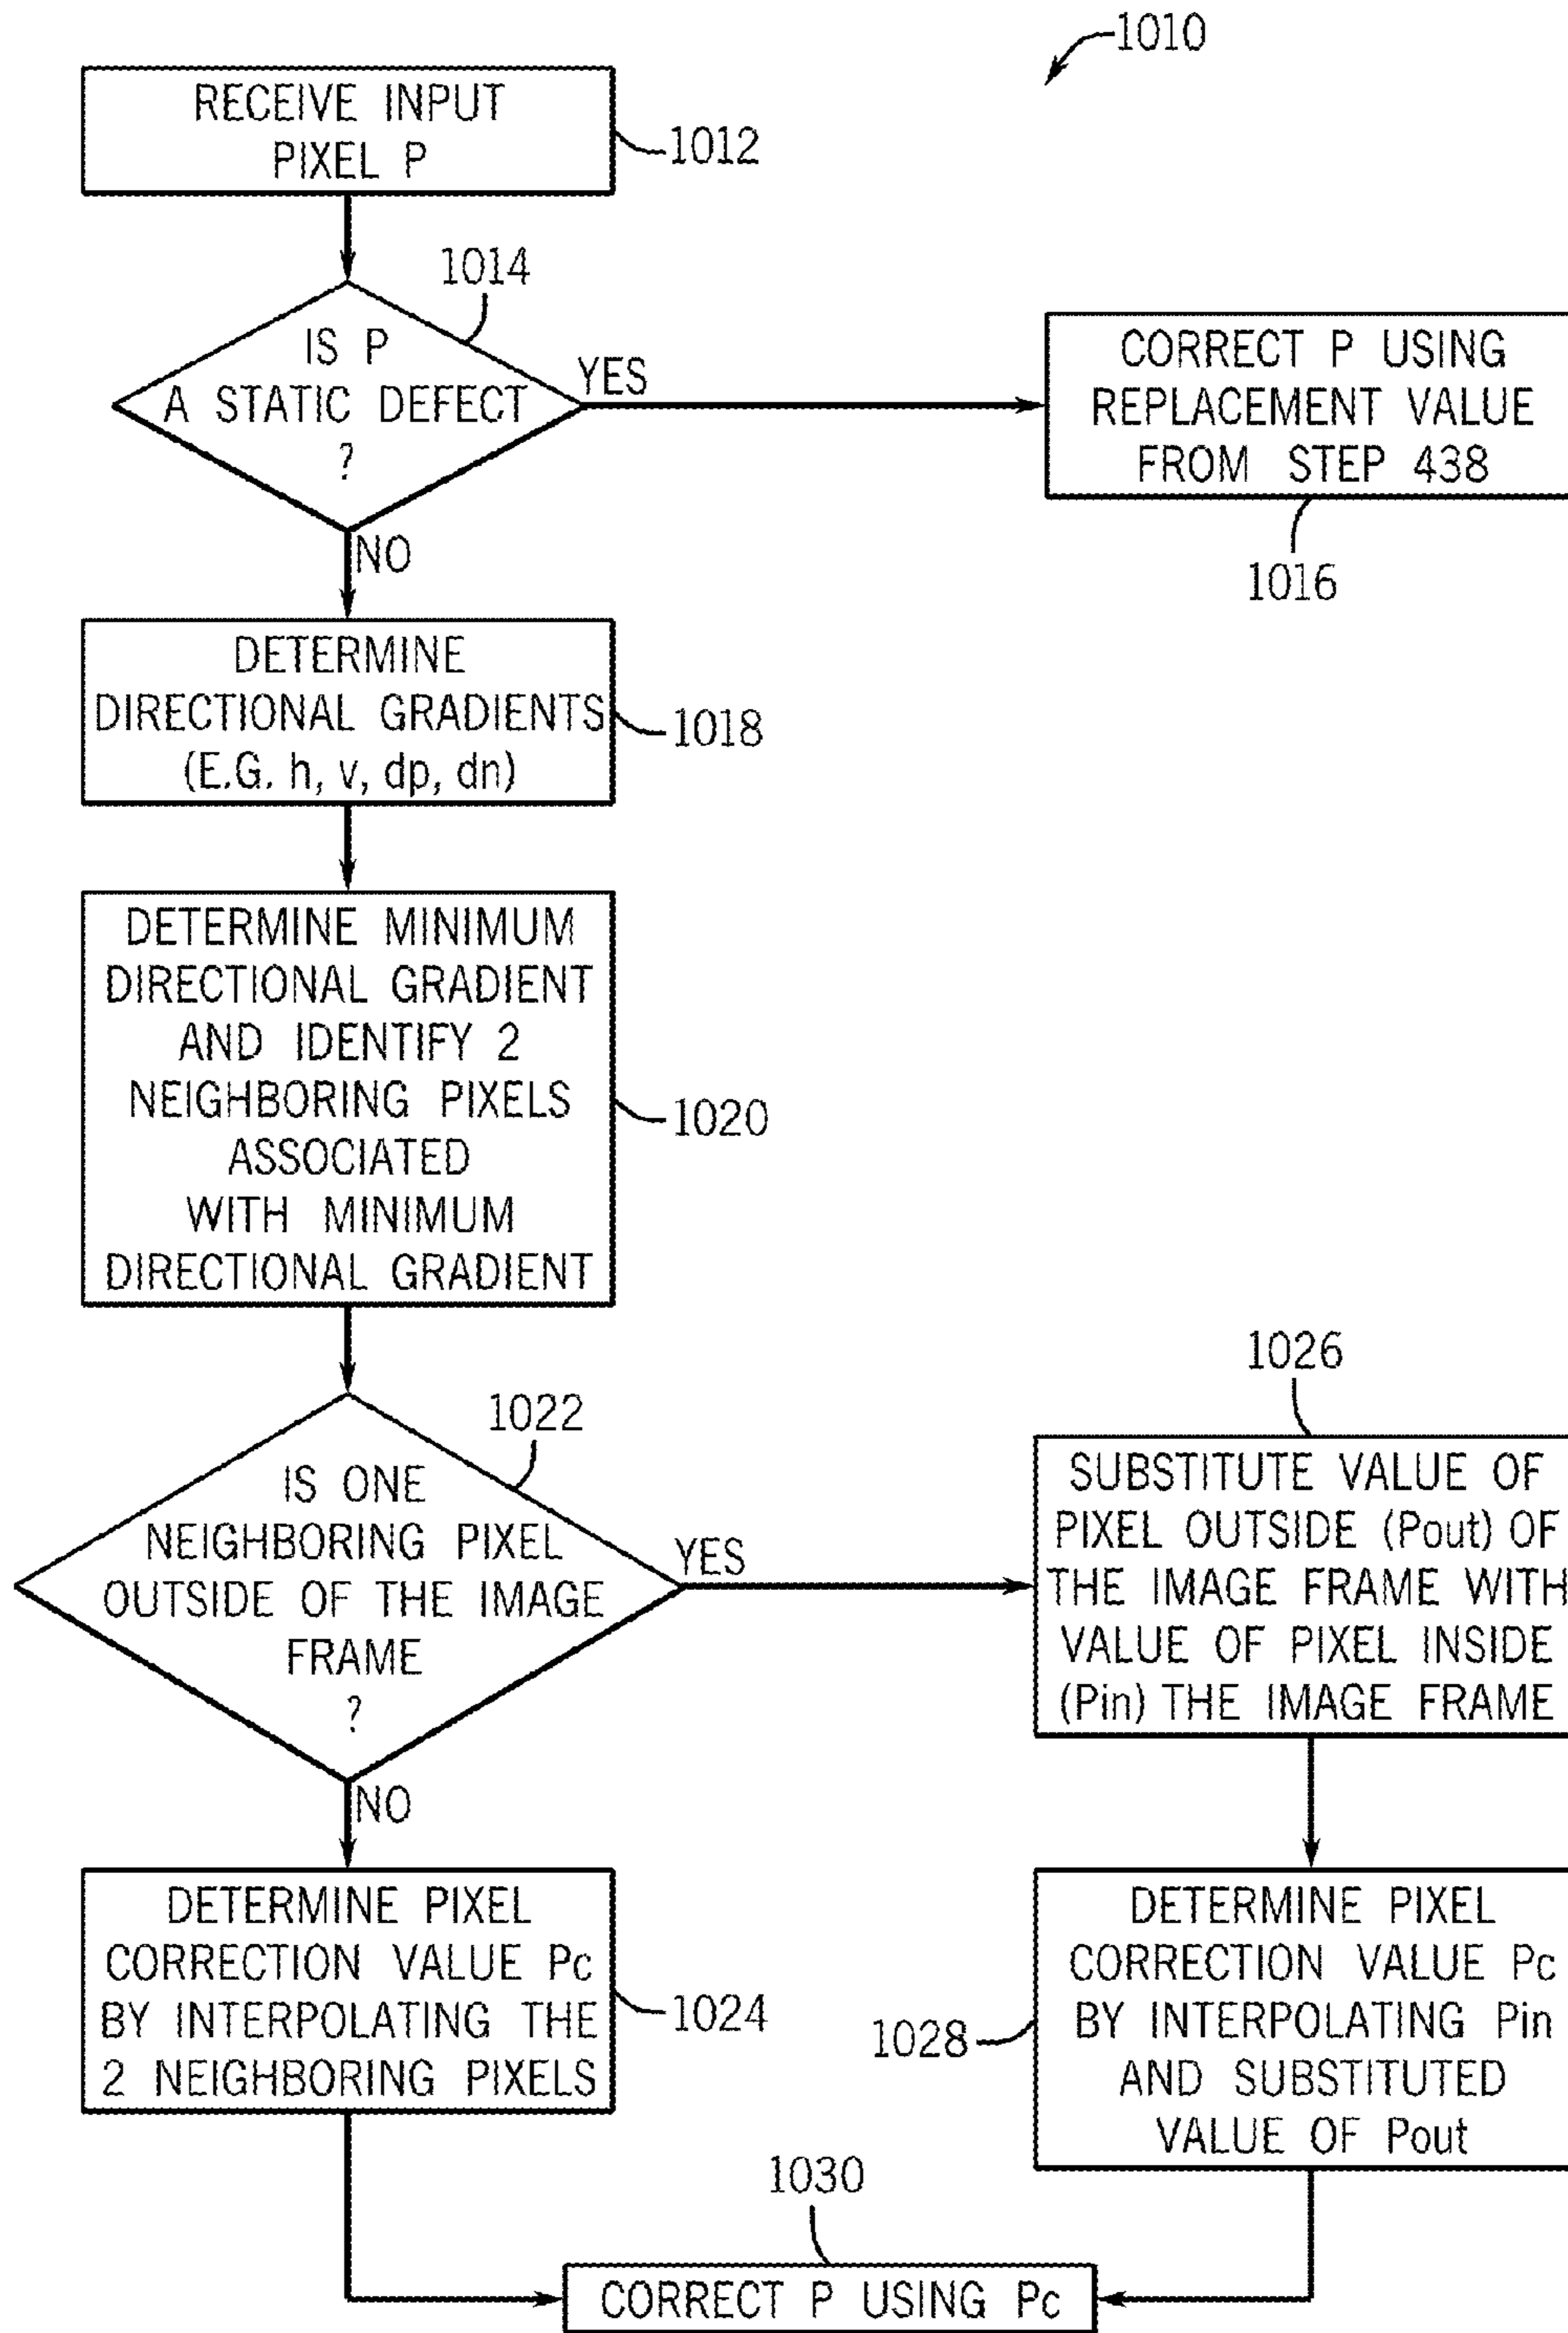 1010
RECEIVE INPUT
PIXEL P
1012
1014
IS P
A STATIC DEFECT
?
YES
CORRECT P USING
REPLACEMENT VALUE
FROM STEP 438
1016
NO
DETERMINE
DIRECTIONAL GRADIENTS
(E.G. h, v, dp, dn)
1018
DETERMINE MINIMUM
DIRECTIONAL GRADIENT
AND IDENTIFY 2
NEIGHBORING PIXELS
ASSOCIATED
WITH MINIMUM
DIRECTIONAL GRADIENT
1020
1022
IS ONE
NEIGHBORING PIXEL
OUTSIDE OF THE IMAGE
FRAME
?
YES
1026
SUBSTITUTE VALUE OF
PIXEL OUTSIDE (Pout) OF
THE IMAGE FRAME WITH
VALUE OF PIXEL INSIDE
(Pin) THE IMAGE FRAME
NO
DETERMINE PIXEL
CORRECTION VALUE Pc
BY INTERPOLATING THE
2 NEIGHBORING PIXELS
1024
DETERMINE PIXEL
CORRECTION VALUE Pc
BY INTERPOLATING Pin
AND SUBSTITUTED
VALUE OF Pout
1028
1030
CORRECT P USING Pc